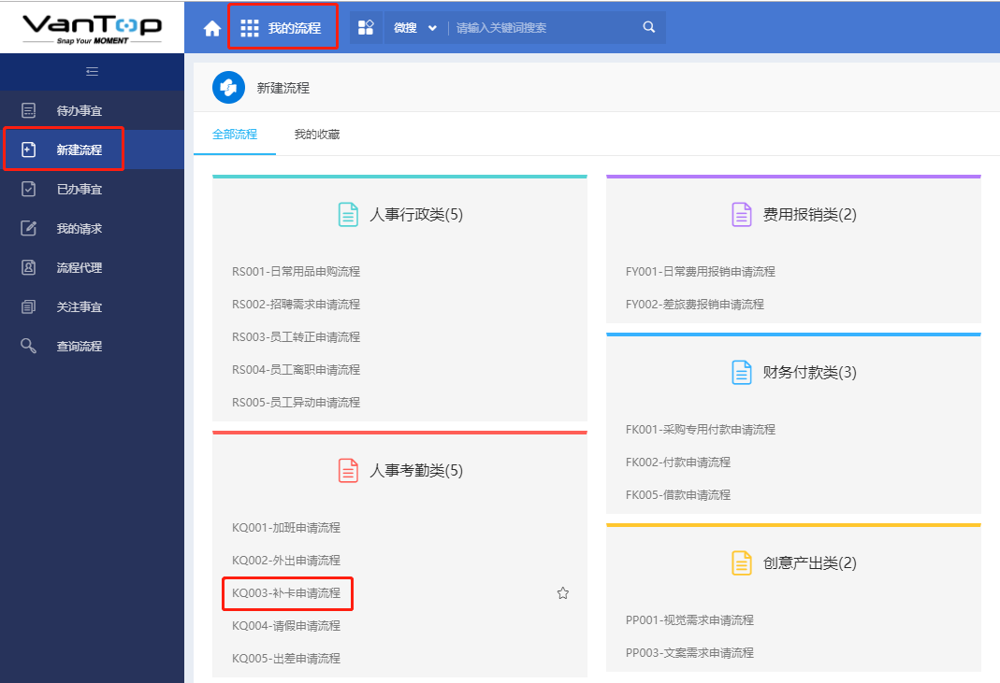 VanTop
Snap Your MOMENT
我的流程
微搜
请输入关键词搜索
待办事宜
新建流程
已办事宜
我的请求
流程代理
关注事宜
查询流程
新建流程
全部流程
我的收藏
人事行政类(5)
RS001-日常用品申购流程
RS002-招聘需求申请流程
RS003-员工转正申请流程
RS004-员工离职申请流程
RS005-员工异动申请流程
人事考勤类(5)
KQ001-加班申请流程
KQ002-外出申请流程
KQ003-补卡申请流程
KQ004-请假申请流程
KQ005-出差申请流程
费用报销类(2)
FY001-日常费用报销申请流程
FY002-差旅费报销申请流程
财务付款类(3)
FK001-采购专用付款申请流程
FK002-付款申请流程
FK005-借款申请流程
创意产出类(2)
PP001-视觉需求申请流程
PP003-文案需求申请流程